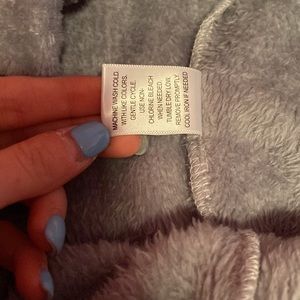 MACHINE WASH COLD
WITH LIKE COLORS.
GENTLE CYCLE.
USE NON-
CHLORINE BLEACH
WHEN NEEDED.
TUMBLE DRY LOW.
REMOVE PROMPTLY.
COOL IRON IF NEEDED